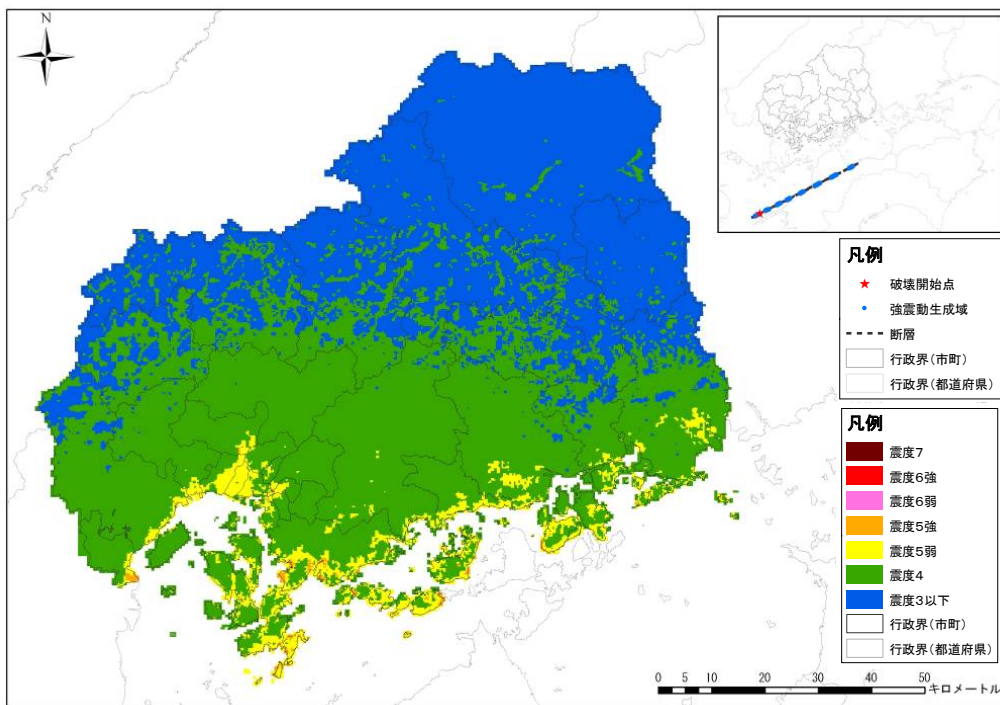 N
凡例
破壊開始点
強震動生成域
断層
行政界(市町)
行政界(都道府県)
凡例
震度7
震度6強
震度6弱
震度5強
震度5弱
震度4
震度3以下
行政界(市町)
行政界(都道府県)
0 5 10 20 30 40 50
キロメートル